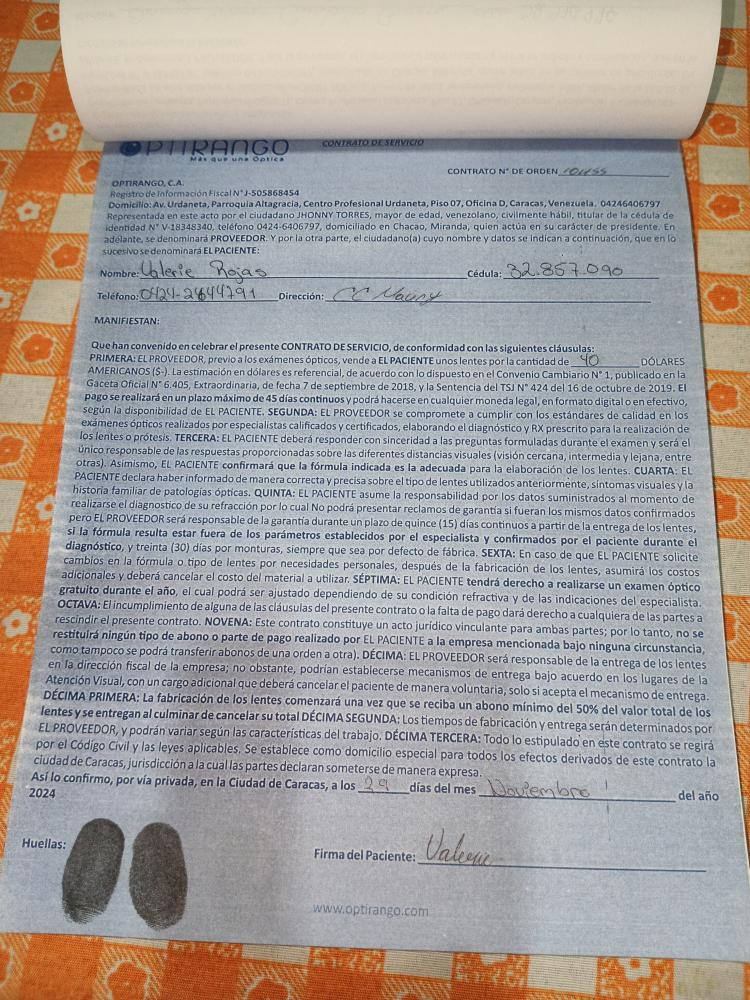 OPTIRANGO
Más que una Óptica
CONTRATO DE SERVICIO
CONTRATO N° DE ORDEN
OPTIRANGO, C.A.
Registro de Información Fiscal N° J-505868454
Domicilio: Av. Urdaneta, Parroquia Altagracia, Centro Profesional Urdaneta, Piso 07, Oficina D, Caracas, Venezuela. 04246406797
Representada en este acto por el ciudadano JHONNY TORRES, mayor de edad, venezolano, civilmente hábil, titular de la cédula de
identidad N° V-18348340, teléfono 0424-6406797, domiciliado en Chacao, Miranda, quien actúa en su carácter de presidente. En
adelante, se denominará PROVEEDOR. Y por la otra parte, el ciudadano(a) cuyo nombre y datos se indican a continuación, que en lo
sucesivo se denominará EL PACIENTE:
Nombre: Valerie Rojas Cédula: 32.857.090
Teléfono: 0424-2644791 Dirección: CC
MANIFIESTAN:
Que han convenido en celebrar el presente CONTRATO DE SERVICIO, de conformidad con las siguientes cláusulas:
PRIMERA: EL PROVEEDOR, previo a los exámenes ópticos, vende a EL PACIENTE unos lentes por la cantidad de 40 DÓLARES
AMERICANOS ($-). La estimación en dólares es referencial, de acuerdo con lo dispuesto en el Convenio Cambiario N° 1, publicado en la
Gaceta Oficial N° 6.405, Extraordinaria, de fecha 7 de septiembre de 2018, y la Sentencia del TSJ N° 424 del 16 de octubre de 2019. El
pago se realizará en un plazo máximo de 45 días continuos y podrá hacerse en cualquier moneda legal, en formato digital o en efectivo,
según la disponibilidad de EL PACIENTE. SEGUNDA: EL PROVEEDOR se compromete a cumplir con los estándares de calidad en los
exámenes ópticos realizados por especialistas calificados y certificados, elaborando el diagnóstico y RX prescrito para la realización de
los lentes o prótesis. TERCERA: EL PACIENTE deberá responder con sinceridad a las preguntas formuladas durante el examen y será el
único responsable de las respuestas proporcionadas sobre las diferentes distancias visuales (visión cercana, intermedia y lejana, entre
otras). Asimismo, EL PACIENTE confirmará que la fórmula indicada es la adecuada para la elaboración de los lentes. CUARTA: EL
PACIENTE declara haber informado de manera correcta y precisa sobre el tipo de lentes utilizados anteriormente, síntomas visuales y la
historia familiar de patologías ópticas. QUINTA: EL PACIENTE asume la responsabilidad por los datos suministrados al momento de
realizarse el diagnostico de su refracción por lo cual No podrá presentar reclamos de garantía si fueran los mismos datos confirmados
pero EL PROVEEDOR será responsable de la garantía durante un plazo de quince (15) días continuos a partir de la entrega de los lentes,
si la fórmula resulta estar fuera de los parámetros establecidos por el especialista y confirmados por el paciente durante el
diagnóstico, y treinta (30) días por monturas, siempre que sea por defecto de fábrica. SEXTA: En caso de que EL PACIENTE solicite
cambios en la fórmula o tipo de lentes por necesidades personales, después de la fabricación de los lentes, asumirá los costos
adicionales y deberá cancelar el costo del material a utilizar. SÉPTIMA: EL PACIENTE tendrá derecho a realizarse un examen óptico
gratuito durante el año, el cual podrá ser ajustado dependiendo de su condición refractiva y de las indicaciones del especialista.
OCTAVA: El incumplimiento de alguna de las cláusulas del presente contrato o la falta de pago dará derecho a cualquiera de las partes a
rescindir el presente contrato. NOVENA: Este contrato constituye un acto jurídico vinculante para ambas partes; por lo tanto, no se
restituirá ningún tipo de abono o parte de pago realizado por EL PACIENTE a la empresa mencionada bajo ninguna circunstancia,
como tampoco se podrá transferir abonos de una orden a otra). DÉCIMA: EL PROVEEDOR será responsable de la entrega de los lentes
en la dirección fiscal de la empresa; no obstante, podrían establecerse mecanismos de entrega bajo acuerdo en los lugares de la
Atención Visual, con un cargo adicional que deberá cancelar el paciente de manera voluntaria, solo si acepta el mecanismo de entrega.
DÉCIMA PRIMERA: La fabricación de los lentes comenzará una vez que se reciba un abono mínimo del 50% del valor total de los
lentes y se entregan al culminar de cancelar su total DÉCIMA SEGUNDA: Los tiempos de fabricación y entrega serán determinados por
EL PROVEEDOR, y podrán variar según las características del trabajo. DÉCIMA TERCERA: Todo lo estipulado en este contrato se regirá
por el Código Civil y las leyes aplicables. Se establece como domicilio especial para todos los efectos derivados de este contrato la
ciudad de Caracas, jurisdicción a la cual las partes declaran someterse de manera expresa.
Así lo confirmo, por vía privada, en la Ciudad de Caracas, a los 29 días del mes Noviembre del año
2024
Huellas:
Firma del Paciente: Valerie
www.optirango.com